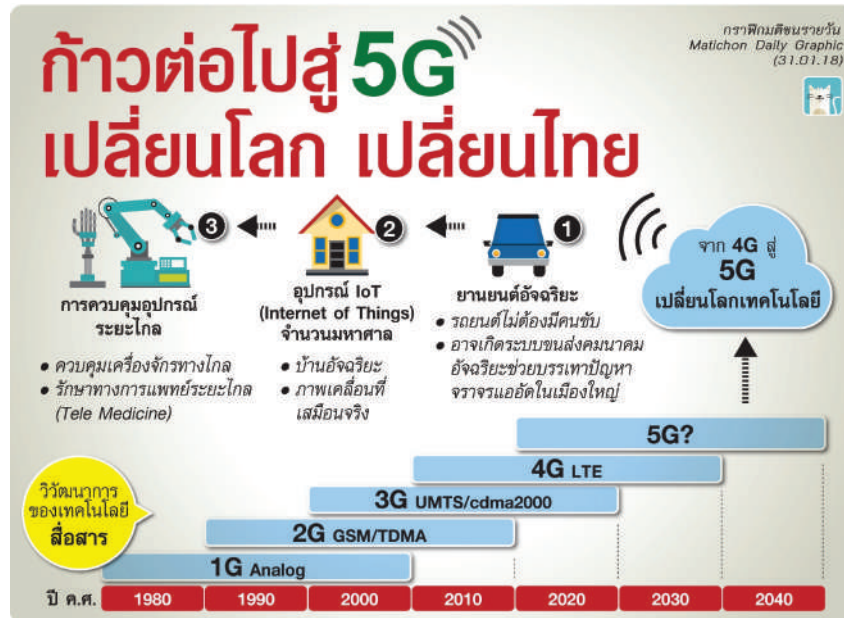 ก้าวต่อไปสู่ 5G
เปลี่ยนโลก เปลี่ยนไทย
กราฟิกมติชนรายวัน
Matichon Daily Graphic
(31.01.18)
จาก 4G สู่
5G
เปลี่ยนโลกเทคโนโลยี
1
ยานยนต์อัจฉริยะ
• รถยนต์ไม่ต้องมีคนขับ
• อาจเกิดระบบขนส่งคมนาคม
อัจฉริยะช่วยบรรเทาปัญหา
จราจรแออัดในเมืองใหญ่
2
อุปกรณ์ IoT
(Internet of Things)
จำนวนมหาศาล
• บ้านอัจฉริยะ
• ภาพเคลื่อนที่
เสมือนจริง
3
การควบคุมอุปกรณ์
ระยะไกล
• ควบคุมเครื่องจักรทางไกล
• รักษาทางการแพทย์ระยะไกล
(Tele Medicine)
วิวัฒนาการ
ของเทคโนโลยี
สื่อสาร
5G?
4G LTE
3G UMTS/cdma2000
2G GSM/TDMA
1G Analog
ปี ค.ศ. 1980 1990 2000 2010 2020 2030 2040